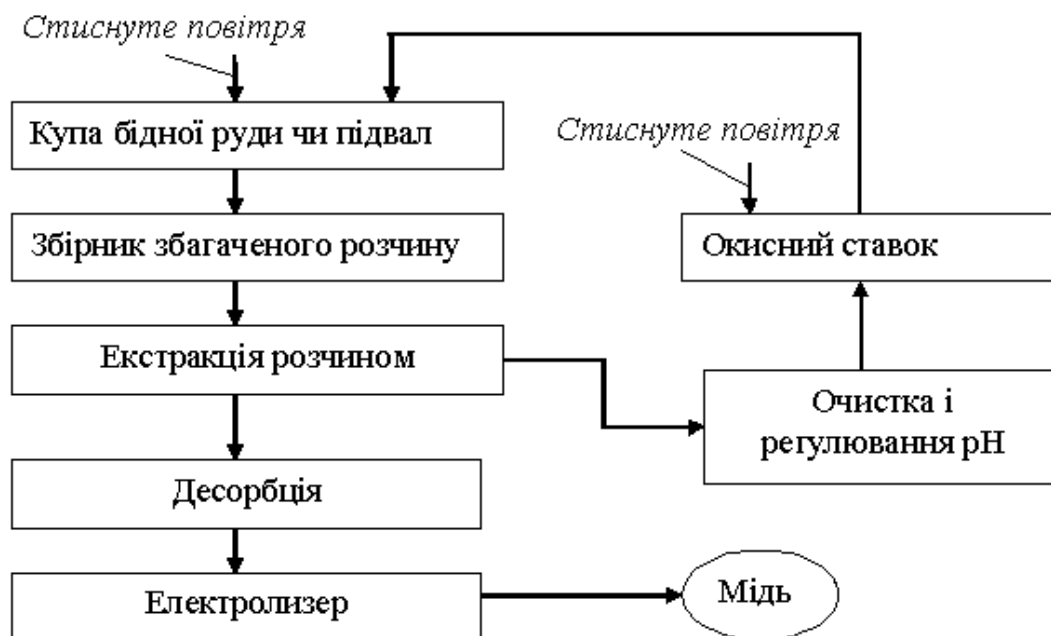 Стиснуте повітря
Купа бідної руди чи підвал
Стиснуте повітря
Збірник збагаченого розчину
Окисний ставок
Екстракція розчином
Очистка і
регулювання pH
Десорбція
Електролизер
Мідь